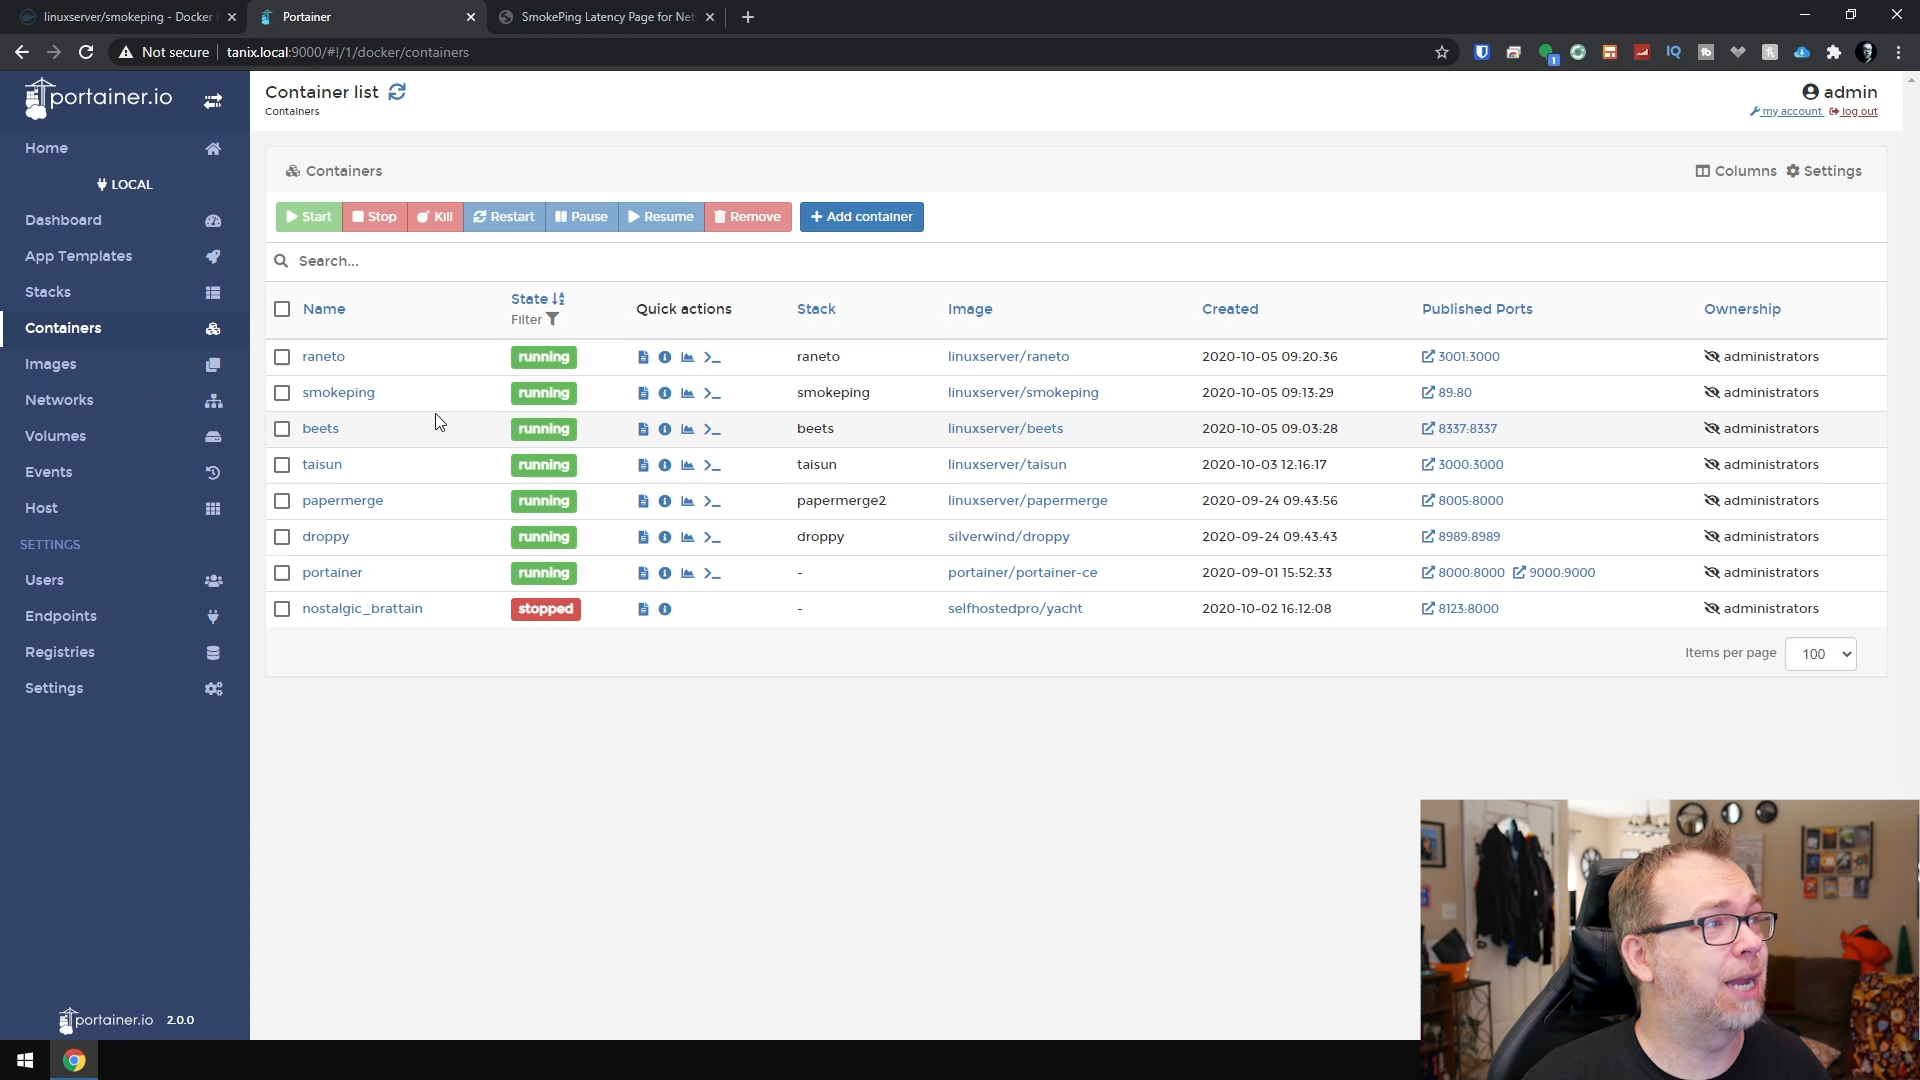 linuxserver/smokeping - Docker
Portainer
SmokePing Latency Page for Net
Not secure
tanix.local:9000/#!/1/docker/containers
portainer.io
Container list
Containers
admin
my account
log out
Home
LOCAL
Dashboard
App Templates
Stacks
Containers
Images
Networks
Volumes
Events
Host
SETTINGS
Users
Endpoints
Registries
Settings
portainer.io 2.0.0
Containers
Columns
Settings
Start
Stop
Kill
Restart
Pause
Resume
Remove
Add container
Search...
Name State Quick actions Stack Image Created Published Ports Ownership
Filter
raneto running raneto linuxserver/raneto 2020-10-05 09:20:36 3001:3000 administrators
smokeping running smokeping linuxserver/smokeping 2020-10-05 09:13:29 89:80 administrators
beets running beets linuxserver/beets 2020-10-05 09:03:28 8337:8337 administrators
taisun running taisun linuxserver/taisun 2020-10-03 12:16:17 3000:3000 administrators
papermerge running papermerge2 linuxserver/papermerge 2020-09-24 09:43:56 8005:8000 administrators
droppy running droppy silverwind/droppy 2020-09-24 09:43:43 8989:8989 administrators
portainer running - portainer/portainer-ce 2020-09-01 15:52:33 8000:8000 9000:9000 administrators
nostalgic_brattain stopped - selfhostedpro/yacht 2020-10-02 16:12:08 8123:8000 administrators
Items per page 100